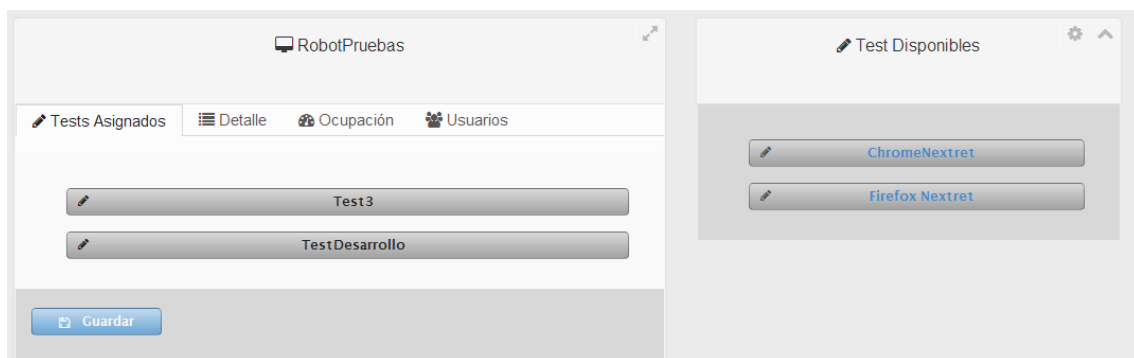 RobotPruebas
Tests Asignados Detalle Ocupación Usuarios
Test3
TestDesarrollo
Guardar
Test Disponibles
ChromeNextret
Firefox Nextret